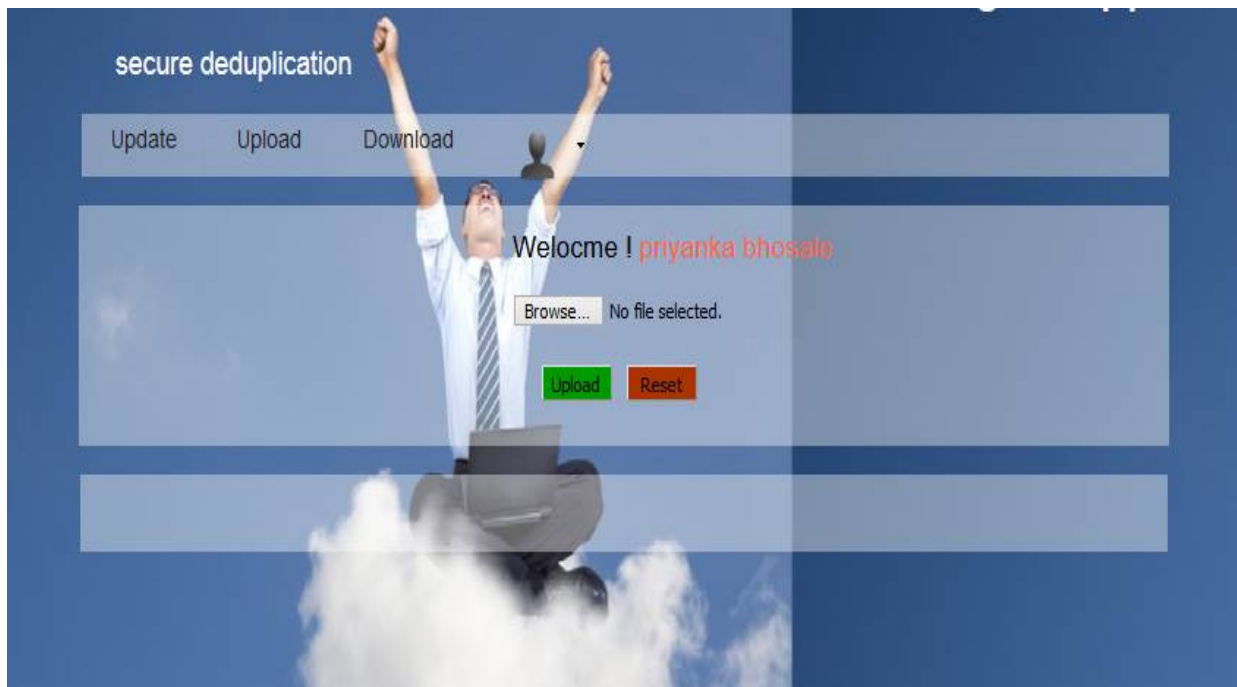 secure deduplication
Update Upload Download
Welocme ! priyanka bhosale
Browse... No file selected.
Upload Reset